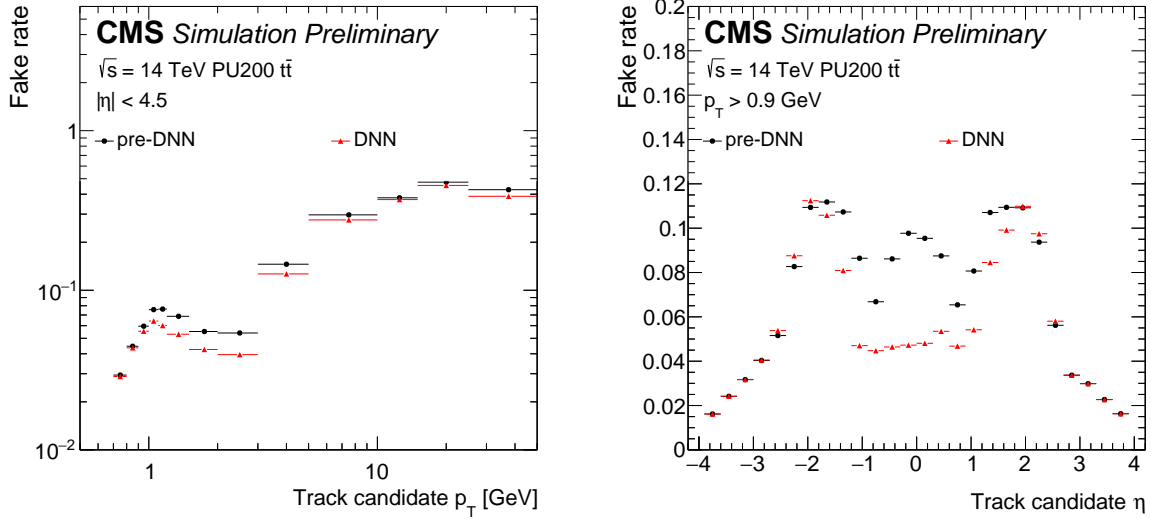 CMS Simulation Preliminary
√s = 14 TeV PU200 tt̄
|η| < 4.5
pre-DNN DNN
Fake rate
1
10⁻¹
10⁻²
1 10
Track candidate p_T [GeV]
CMS Simulation Preliminary
√s = 14 TeV PU200 tt̄
p_T > 0.9 GeV
pre-DNN DNN
Fake rate
0.2
0.18
0.16
0.14
0.12
0.1
0.08
0.06
0.04
0.02
0
−4 −3 −2 −1 0 1 2 3 4
Track candidate η